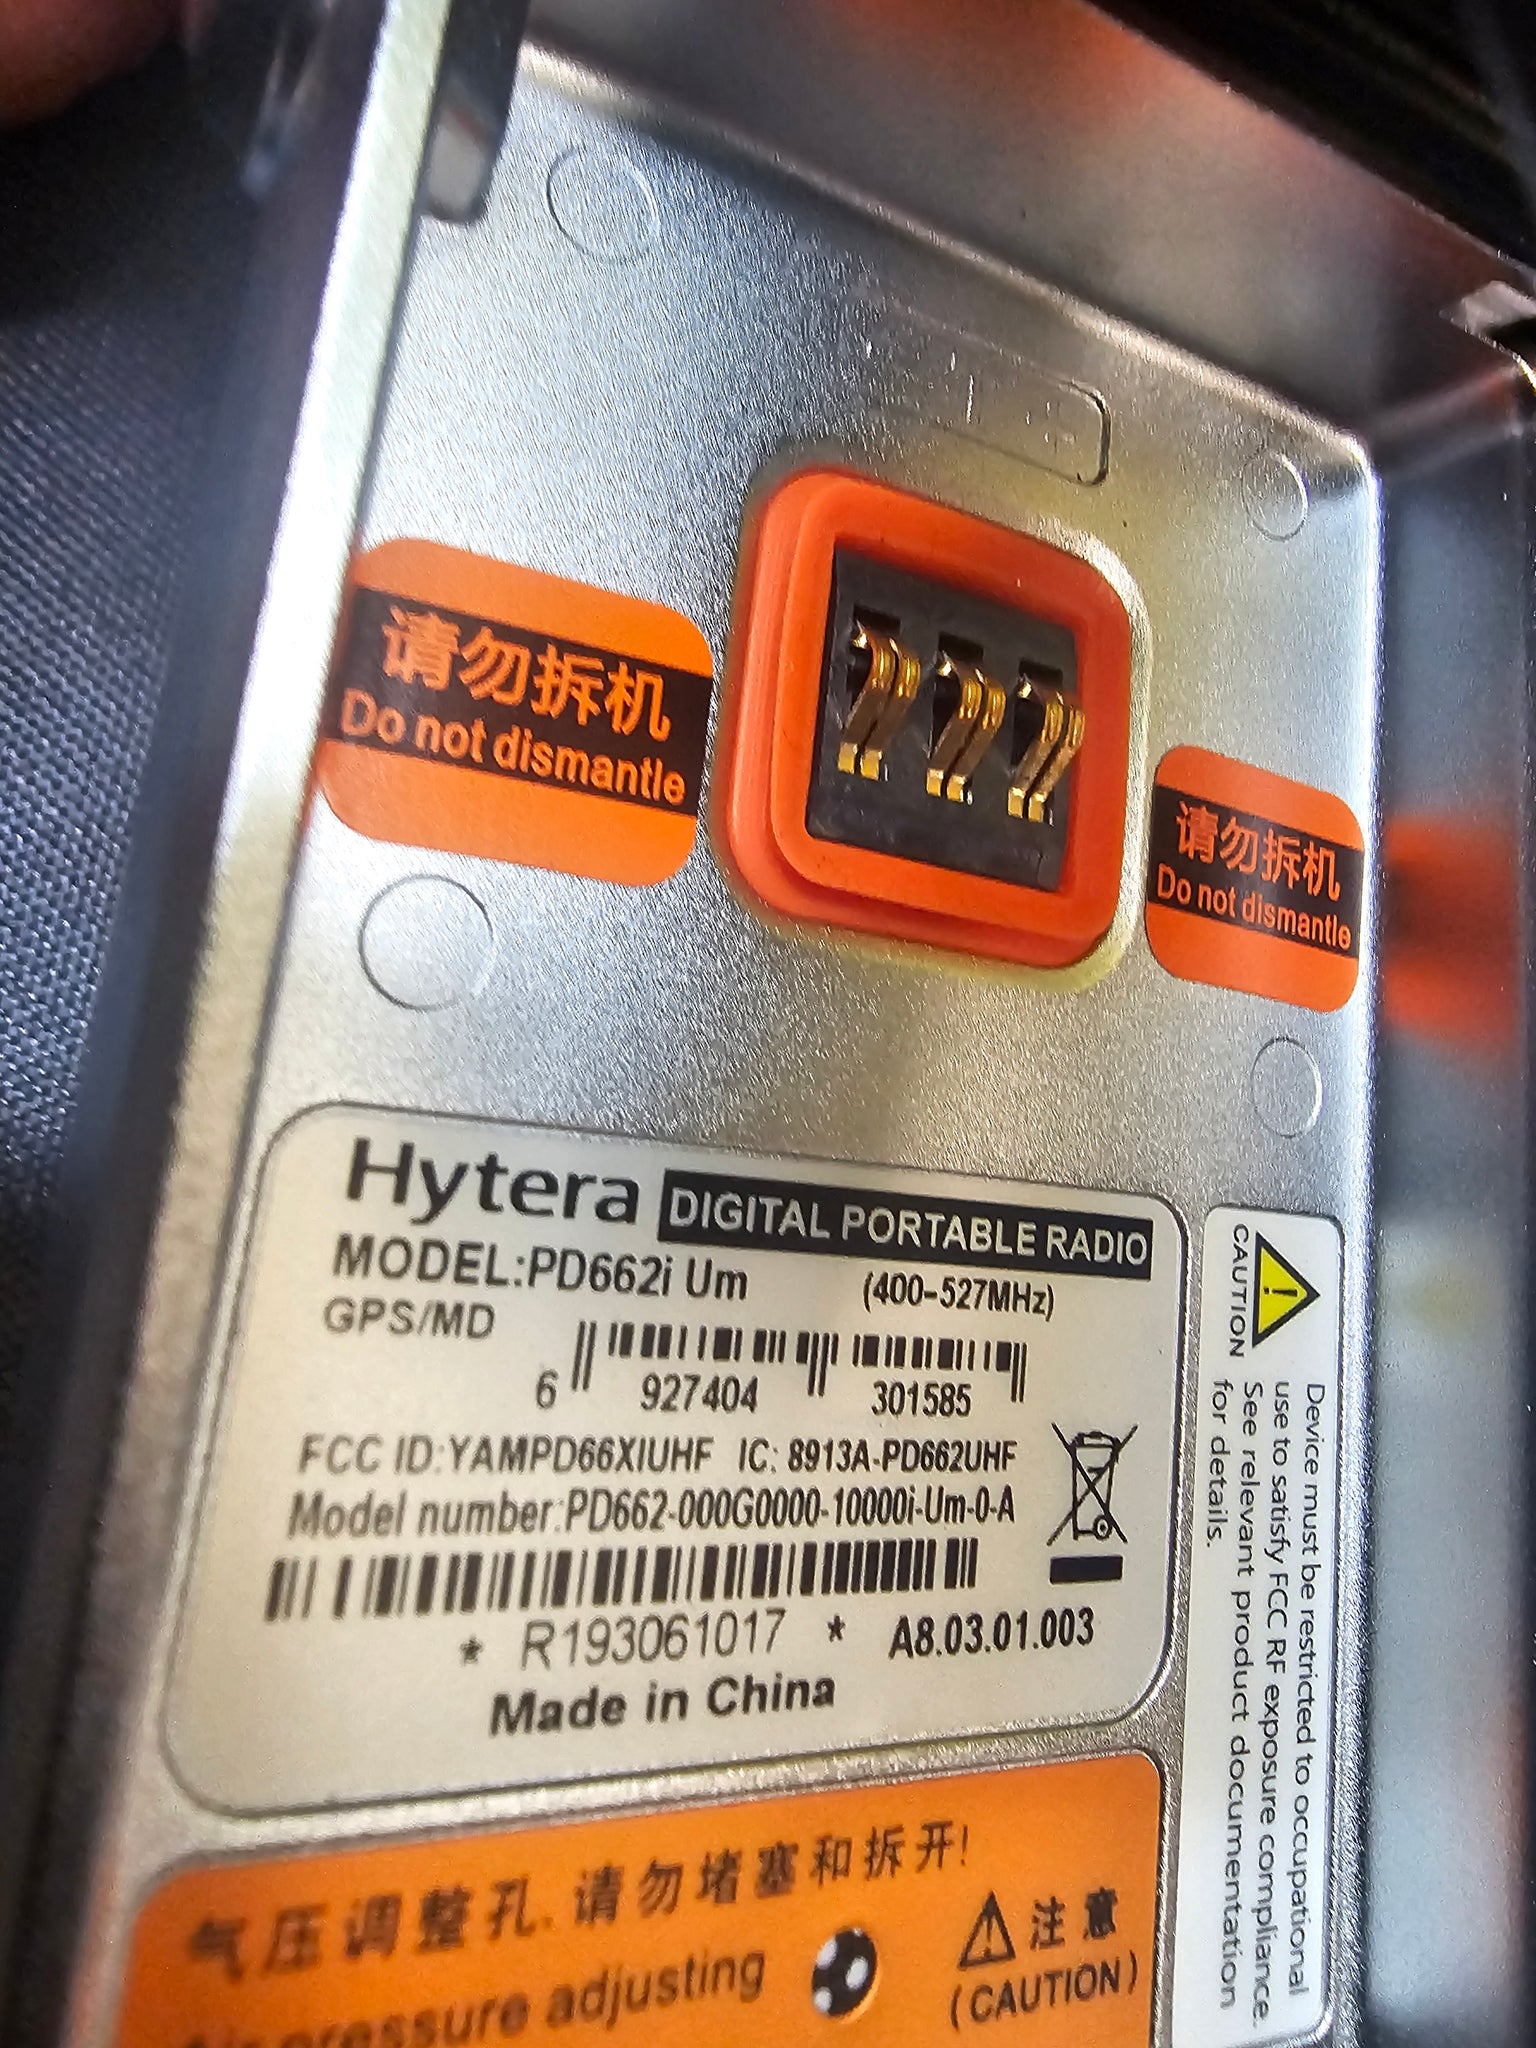 请勿拆机
Do not dismantle
请勿拆机
Do not dismantle
Hytera DIGITAL PORTABLE RADIO
MODEL:PD662i Um (400-527MHz)
GPS/MD
6 927404 301585
FCC ID:YAMPD66XIUHF IC: 8913A-PD662UHF
Model number:PD662-000G0000-10000i-Um-0-A
* R193061017 * A8.03.01.003
Made in China
CAUTION
Device must be restricted to occupational
use to satisfy FCC RF exposure compliance.
See relevant product documentation
for details.
气压调整孔,请勿堵塞和拆开!
Air pressure adjusting
注意
(CAUTION)